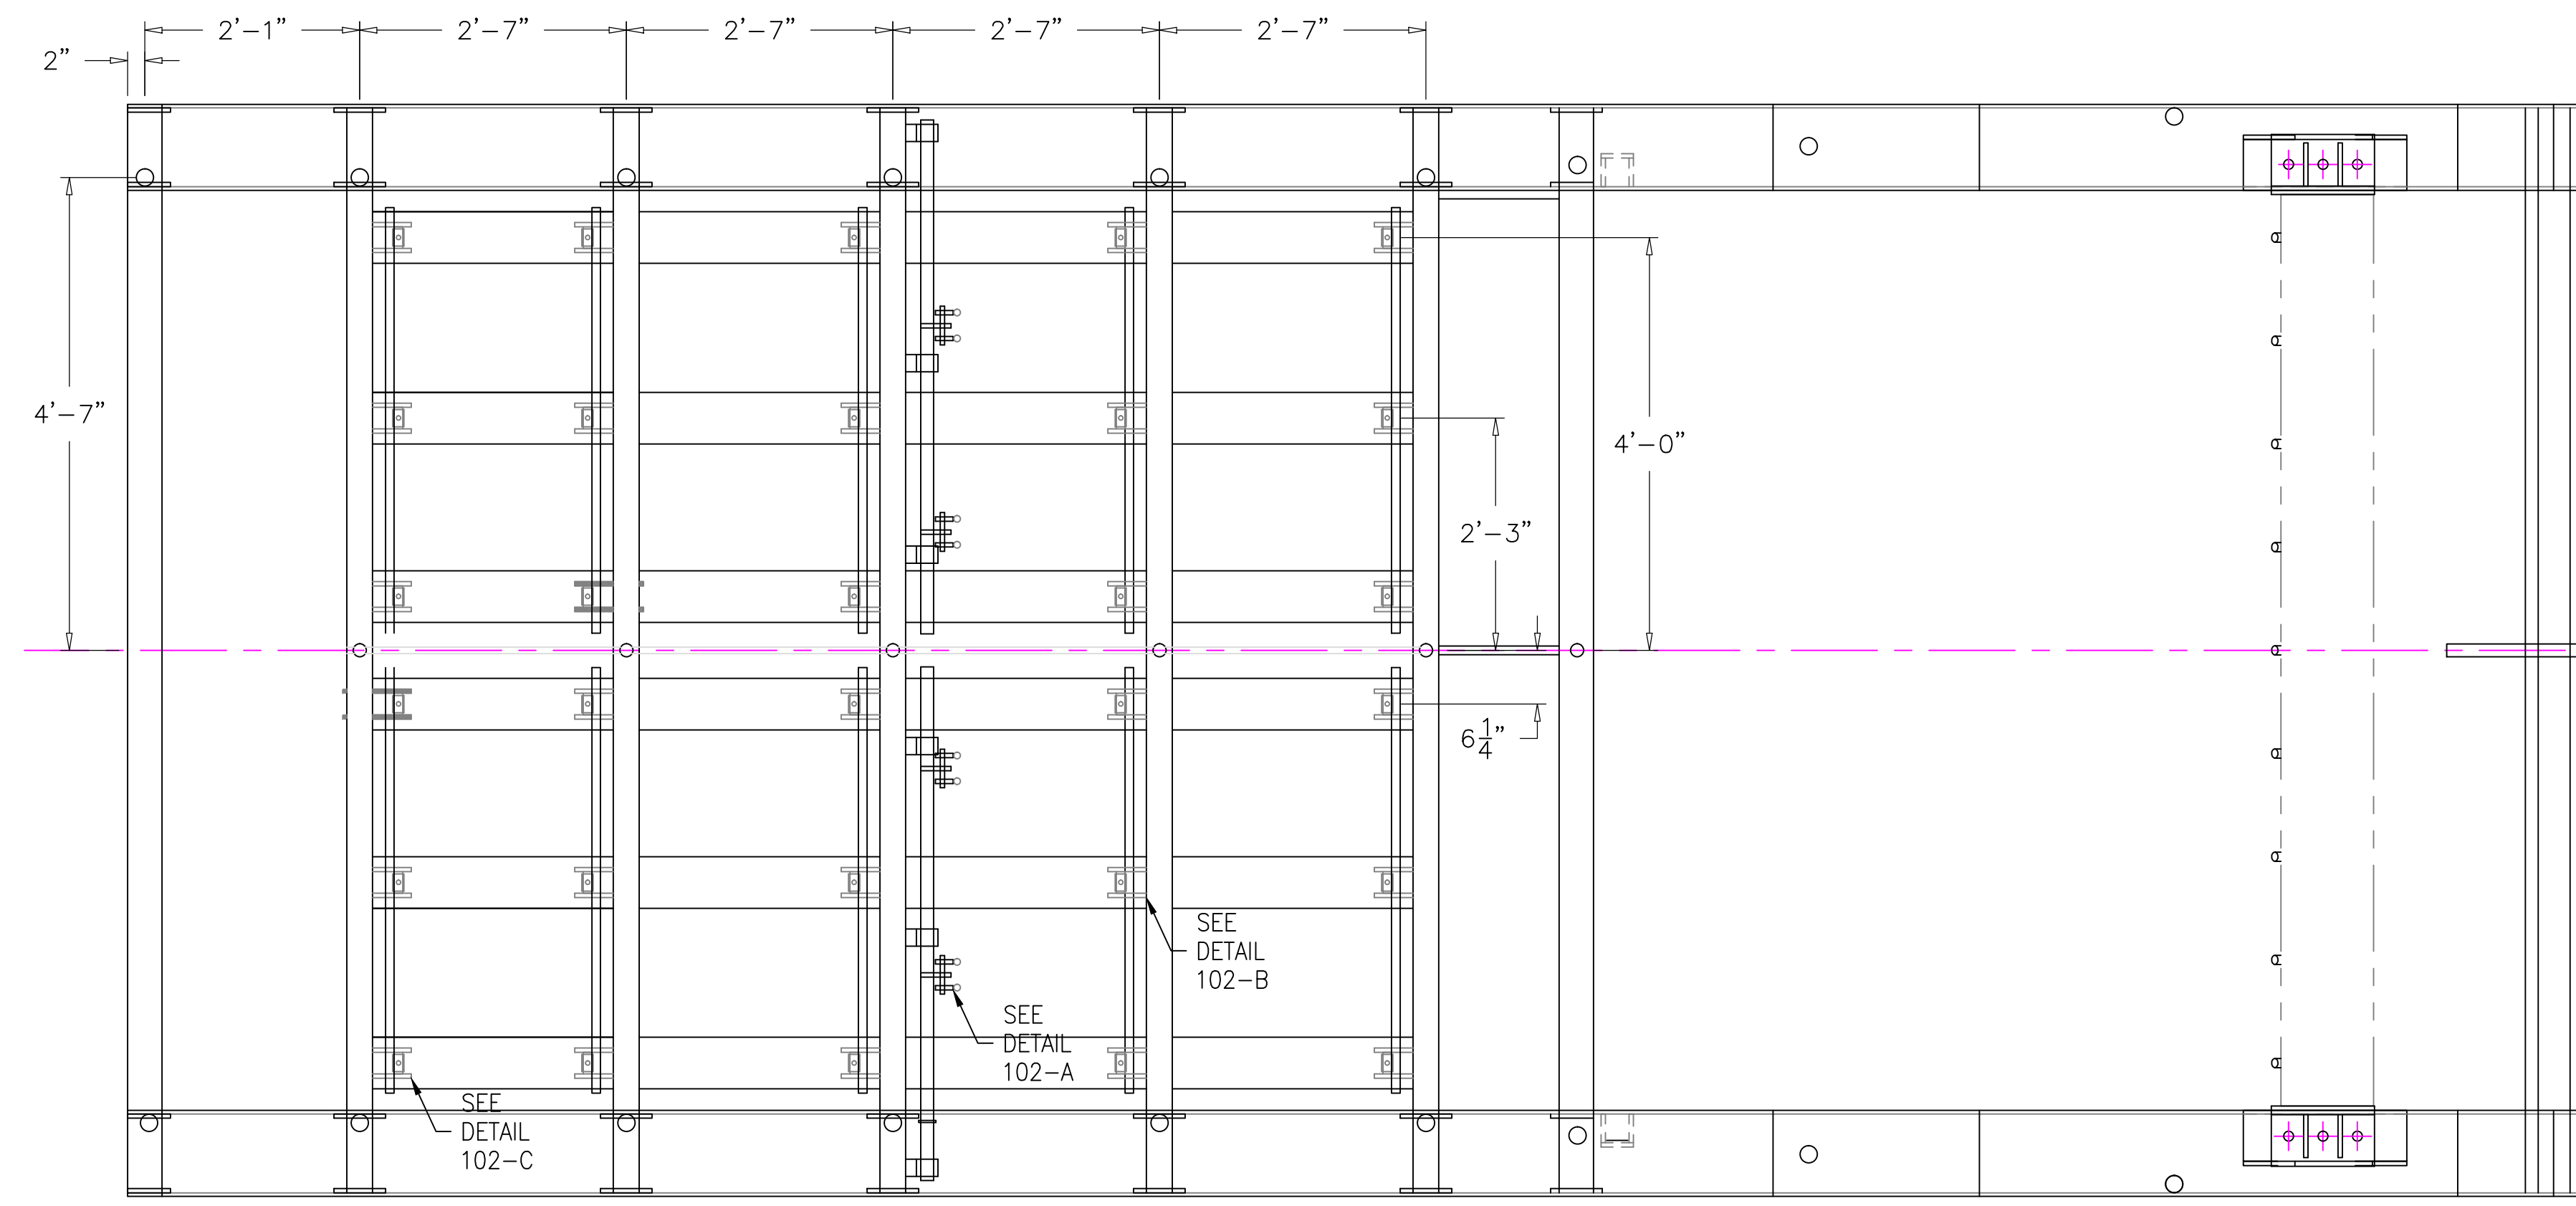 2'-1" 2'-7" 2'-7" 2'-7" 2'-7"
2"
4'-7"
4'-0"
2'-3"
6 1/4"
SEE
DETAIL
102-B
SEE
DETAIL
102-A
SEE
DETAIL
102-C